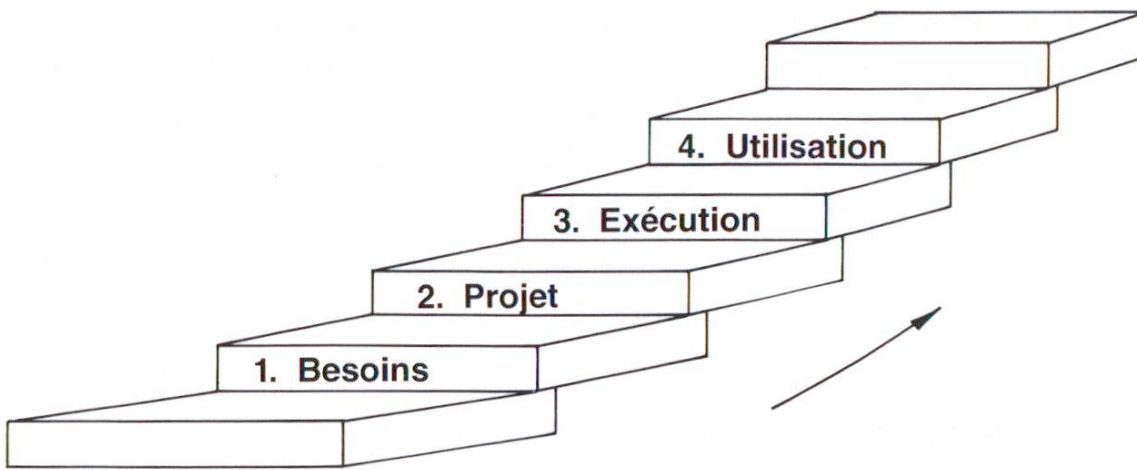 4. Utilisation
3. Exécution
2. Projet
1. Besoins